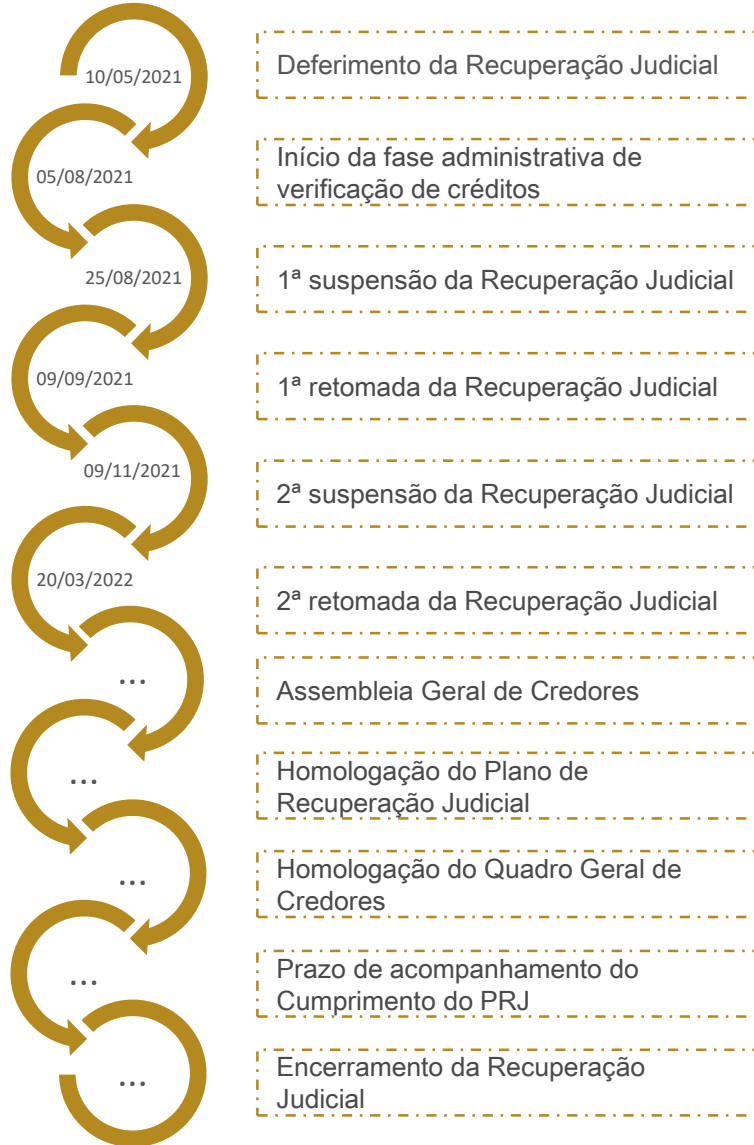 10/05/2021
Deferimento da Recuperação Judicial
05/08/2021
Início da fase administrativa de
verificação de créditos
25/08/2021
1ª suspensão da Recuperação Judicial
09/09/2021
1ª retomada da Recuperação Judicial
09/11/2021
2ª suspensão da Recuperação Judicial
20/03/2022
2ª retomada da Recuperação Judicial
...
Assembleia Geral de Credores
...
Homologação do Plano de
Recuperação Judicial
...
Homologação do Quadro Geral de
Credores
...
Prazo de acompanhamento do
Cumprimento do PRJ
...
Encerramento da Recuperação
Judicial